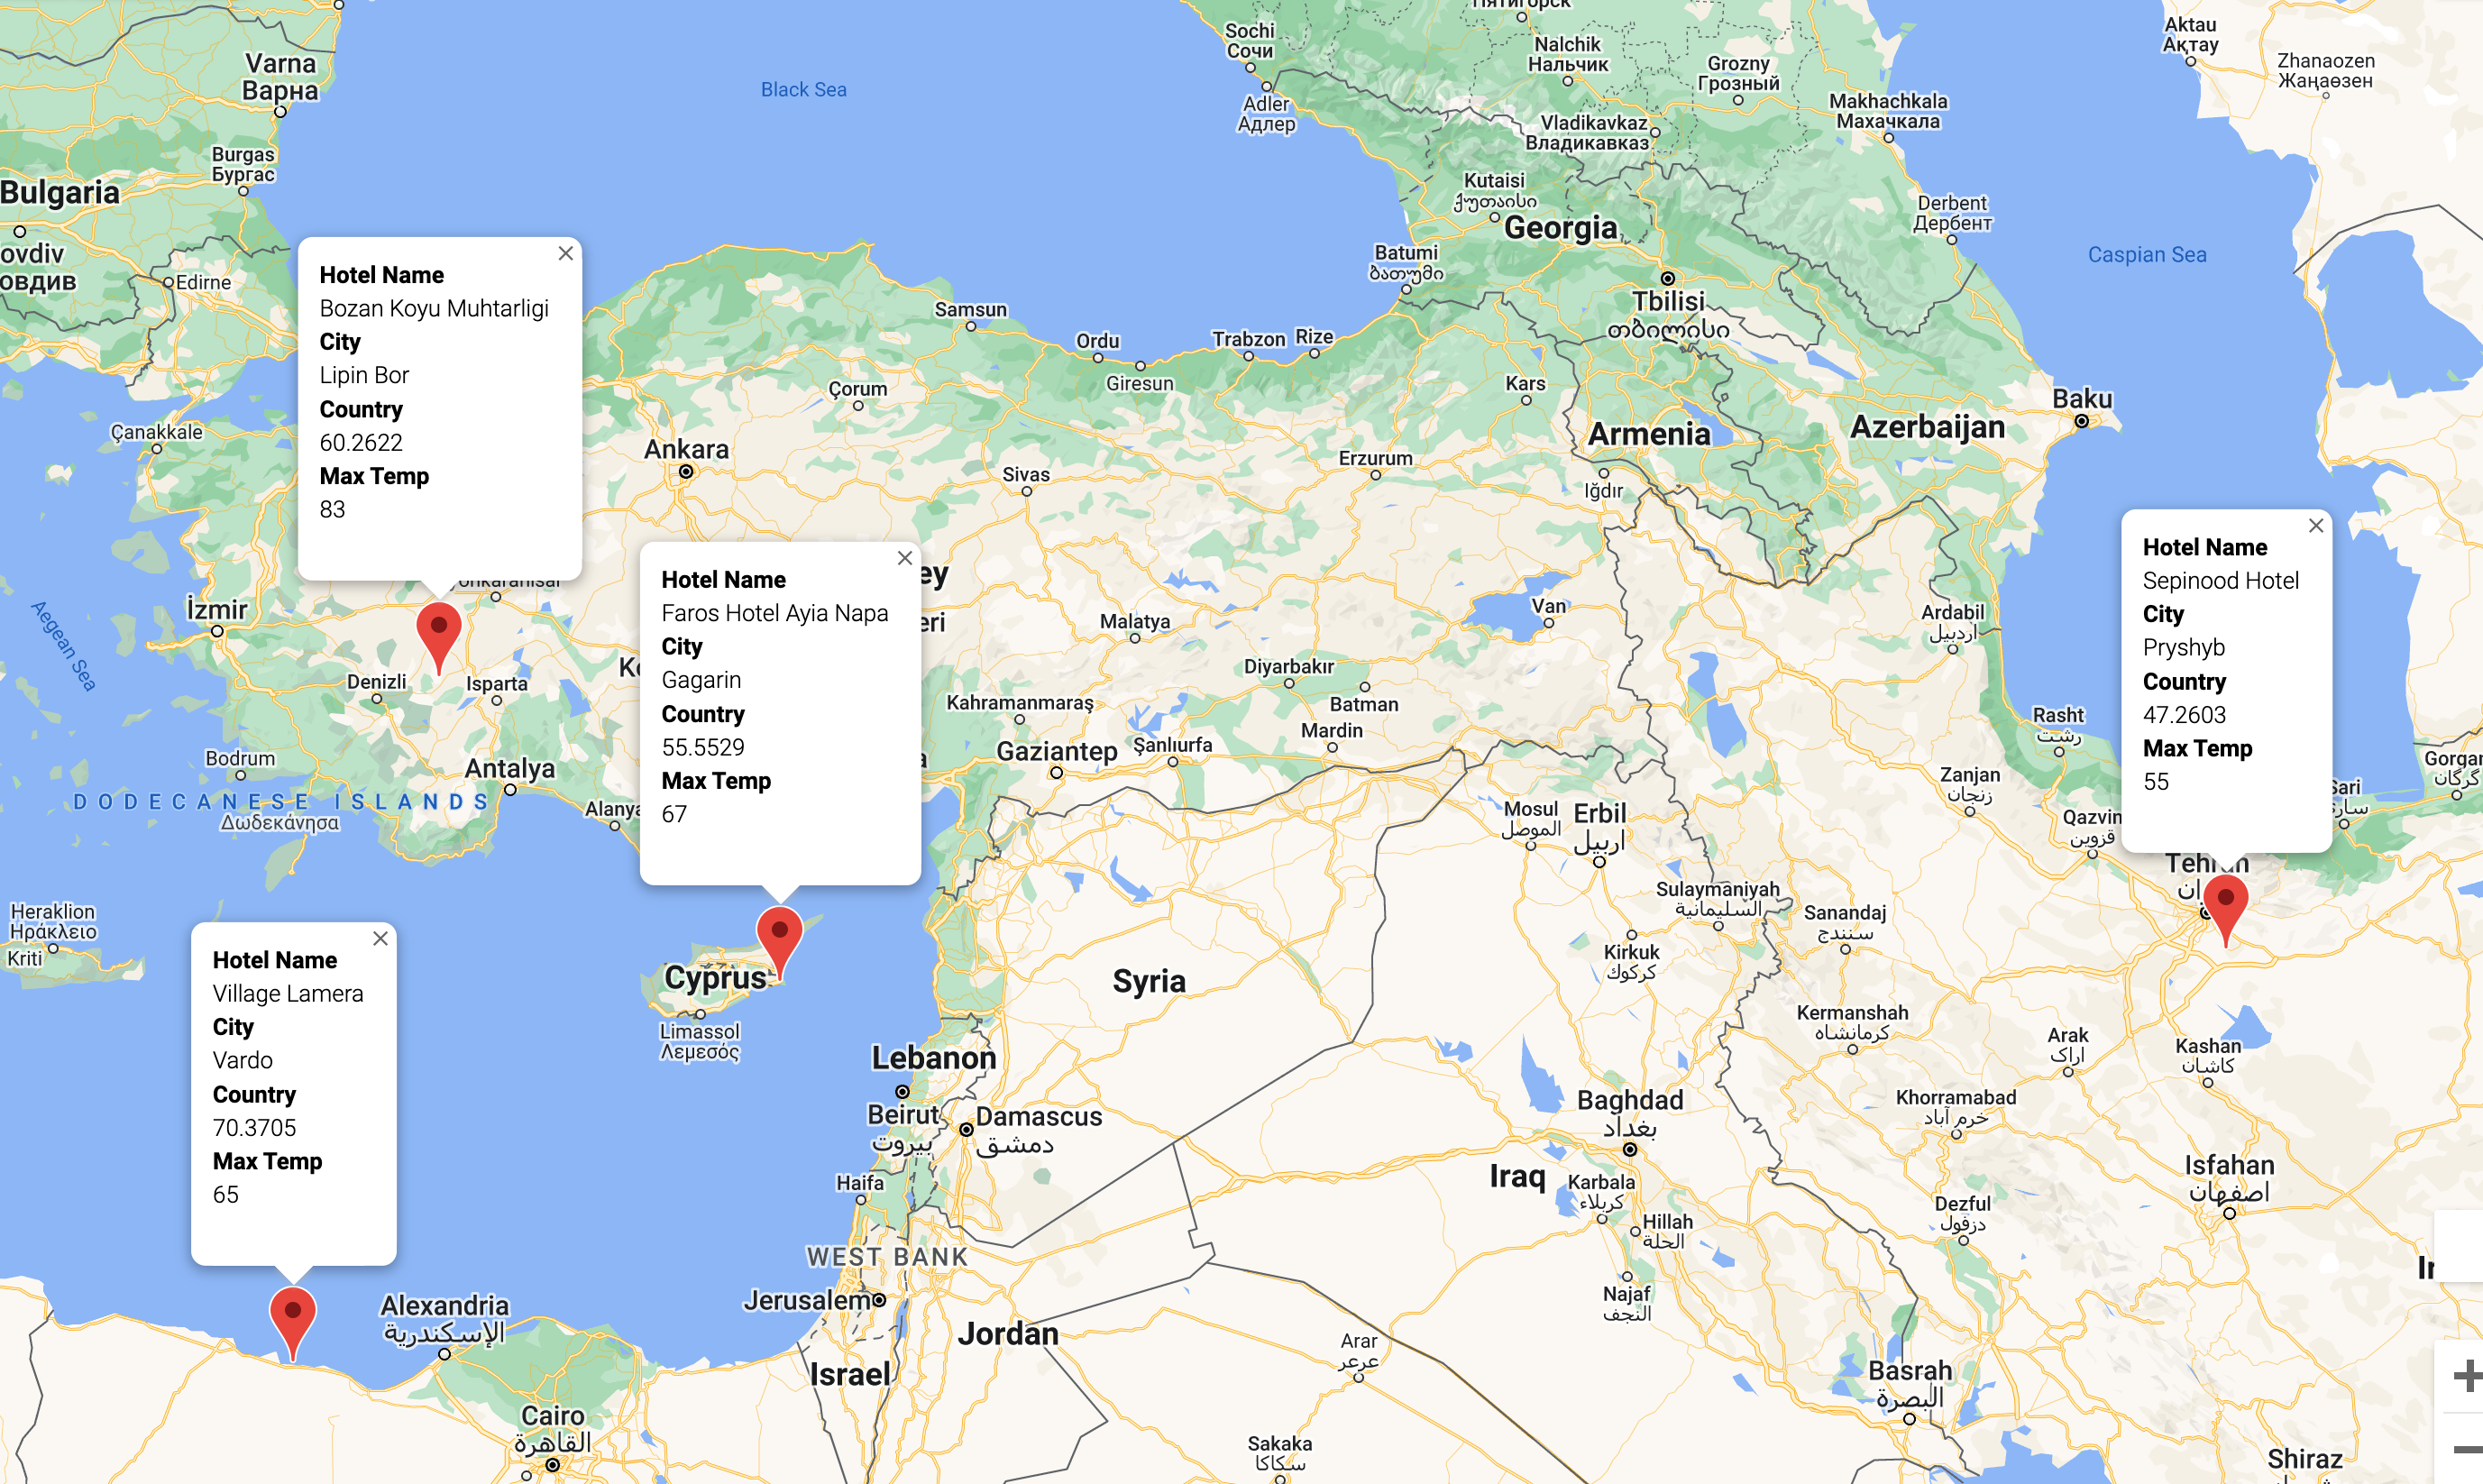 Пятигорск
Sochi
Сочи
Nalchik
Нальчик
Grozny
Грозный
Aktau
Ақтау
Zhanaozen
Жаңаөзен
Varna
Варна
Black Sea
Adler
Адлер
Makhachkala
Махачкала
Vladikavkaz
Владикавказ
Burgas
Бургас
Bulgaria
Kutaisi
ქუთაისი
Georgia
Derbent
Дербент
Caspian Sea
ovdiv
овдив
Edirne
Batumi
ბათუმი
Tbilisi
თბილისი
Hotel Name
Bozan Koyu Muhtarligi
City
Lipin Bor
Country
60.2622
Max Temp
83
Samsun
Ordu
Giresun
Trabzon
Rize
Çorum
Kars
Baku
Çanakkale
Ankara
Armenia
Azerbaijan
Sivas
Erzurum
Iğdır
Hotel Name
Faros Hotel Ayia Napa
City
Gagarin
Country
55.5529
Max Temp
67
Hotel Name
Sepinood Hotel
City
Pryshyb
Country
47.2603
Max Temp
55
yonkarahisar
ey
eri
İzmir
Aegean Sea
Malatya
Van
Ardabil
اردبیل
Denizli
Isparta
Ko
Diyarbakır
Batman
Kahramanmaraş
Mardin
Rasht
رشت
Bodrum
Antalya
Gaziantep
Şanlıurfa
a
Zanjan
زنجان
Gorgan
گرگان
DODECANESE ISLANDS
Δωδεκάνησα
Alanya
Mosul
الموصل
Erbil
اربيل
Qazvin
قزوین
Sari
ساری
Tehran
ان
Heraklion
Ηράκλειο
Kriti
Sulaymaniyah
السليمانية
Sanandaj
سنندج
Hotel Name
Village Lamera
City
Vardo
Country
70.3705
Max Temp
65
Cyprus
Limassol
Λεμεσός
Syria
Kirkuk
كركوك
Kermanshah
کرمانشاه
Arak
اراک
Kashan
کاشان
Lebanon
Beirut
بيروت
Damascus
دمشق
Baghdad
بغداد
Khorramabad
خرم آباد
Haifa
Iraq
Karbala
كربلاء
Isfahan
اصفهان
Dezful
دزفول
Hillah
الحلة
WEST BANK
Ir
Jerusalem
Najaf
النجف
Alexandria
الإسكندرية
Jordan
Israel
Arar
عرعر
Basrah
البصرة
Cairo
القاهرة
Sakaka
سكاكا
Shiraz